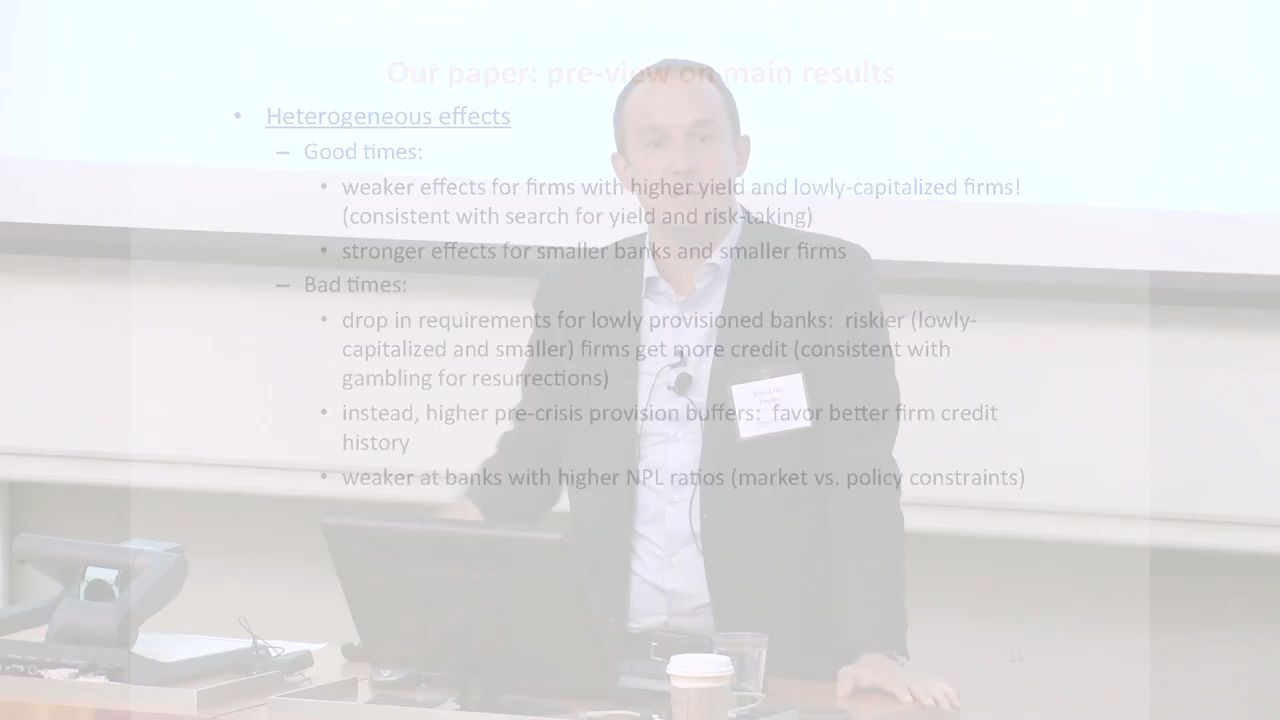 Our paper: pre-view on main results
• Heterogeneous effects
– Good times:
• weaker effects for firms with higher yield and lowly-capitalized firms!
(consistent with search for yield and risk-taking)
• stronger effects for smaller banks and smaller firms
– Bad times:
• drop in requirements for lowly provisioned banks: riskier (lowly-
capitalized and smaller) firms get more credit (consistent with
gambling for resurrections)
• instead, higher pre-crisis provision buffers: favor better firm credit
history
• weaker at banks with higher NPL ratios (market vs. policy constraints)
15